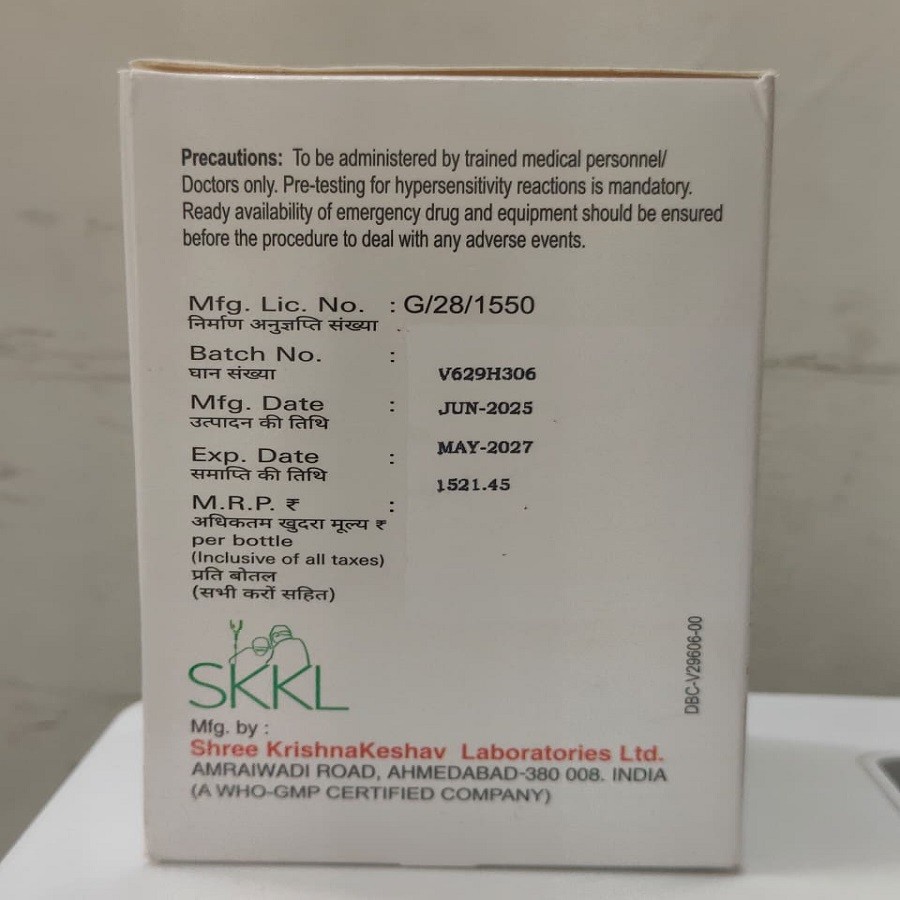 Precautions: To be administered by trained medical personnel/
Doctors only. Pre-testing for hypersensitivity reactions is mandatory.
Ready availability of emergency drug and equipment should be ensured
before the procedure to deal with any adverse events.
Mfg. Lic. No. : G/28/1550
निर्माण अनुज्ञप्ति संख्या
Batch No. : V629H306
घान संख्या
Mfg. Date : JUN-2025
उत्पादन की तिथि
Exp. Date : MAY-2027
समाप्ति की तिथि
M.R.P. ₹ : 1521.45
अधिकतम खुदरा मूल्य ₹
per bottle
(Inclusive of all taxes)
प्रति बोतल
(सभी करों सहित)
SKKL
Mfg. by :
Shree KrishnaKeshav Laboratories Ltd.
AMRAIWADI ROAD, AHMEDABAD-380 008. INDIA
(A WHO-GMP CERTIFIED COMPANY)
DBC-V29606-00